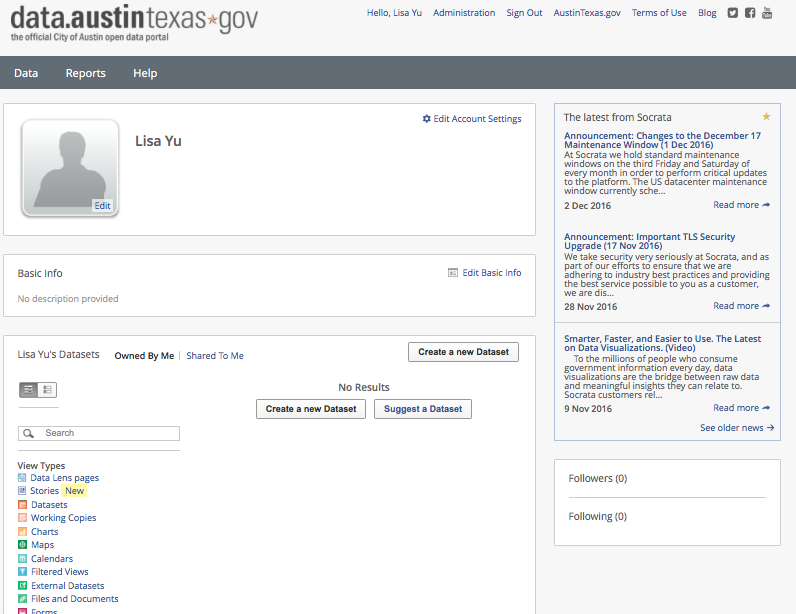 data.austintexas.gov
the official City of Austin open data portal
Hello, Lisa Yu Administration Sign Out AustinTexas.gov Terms of Use Blog
You Tube
Data Reports Help
Lisa Yu
Edit Account Settings
Edit
Basic Info
Edit Basic Info
No description provided
Lisa Yu's Datasets Owned By Me Shared To Me
Create a new Dataset
No Results
Create a new Dataset Suggest a Dataset
Search
View Types
Data Lens pages
Stories New
Datasets
Working Copies
Charts
Maps
Calendars
Filtered Views
External Datasets
Files and Documents
Forms
The latest from Socrata
Announcement: Changes to the December 17
Maintenance Window (1 Dec 2016)
At Socrata we hold standard maintenance
windows on the third Friday and Saturday of
every month in order to perform critical updates
to the platform. The US datacenter maintenance
window currently sche...
2 Dec 2016 Read more
Announcement: Important TLS Security
Upgrade (17 Nov 2016)
We take security very seriously at Socrata, and as
part of our efforts to ensure that we are
adhering to industry best practices and providing
the best service possible to you as a customer,
we are dis...
28 Nov 2016 Read more
Smarter, Faster, and Easier to Use. The Latest
on Data Visualizations. (Video)
To the millions of people who consume
government information every day, data
visualizations are the bridge between raw data
and meaningful insights they can relate to.
Socrata customers rel...
9 Nov 2016 Read more
See older news
Followers (0)
Following (0)